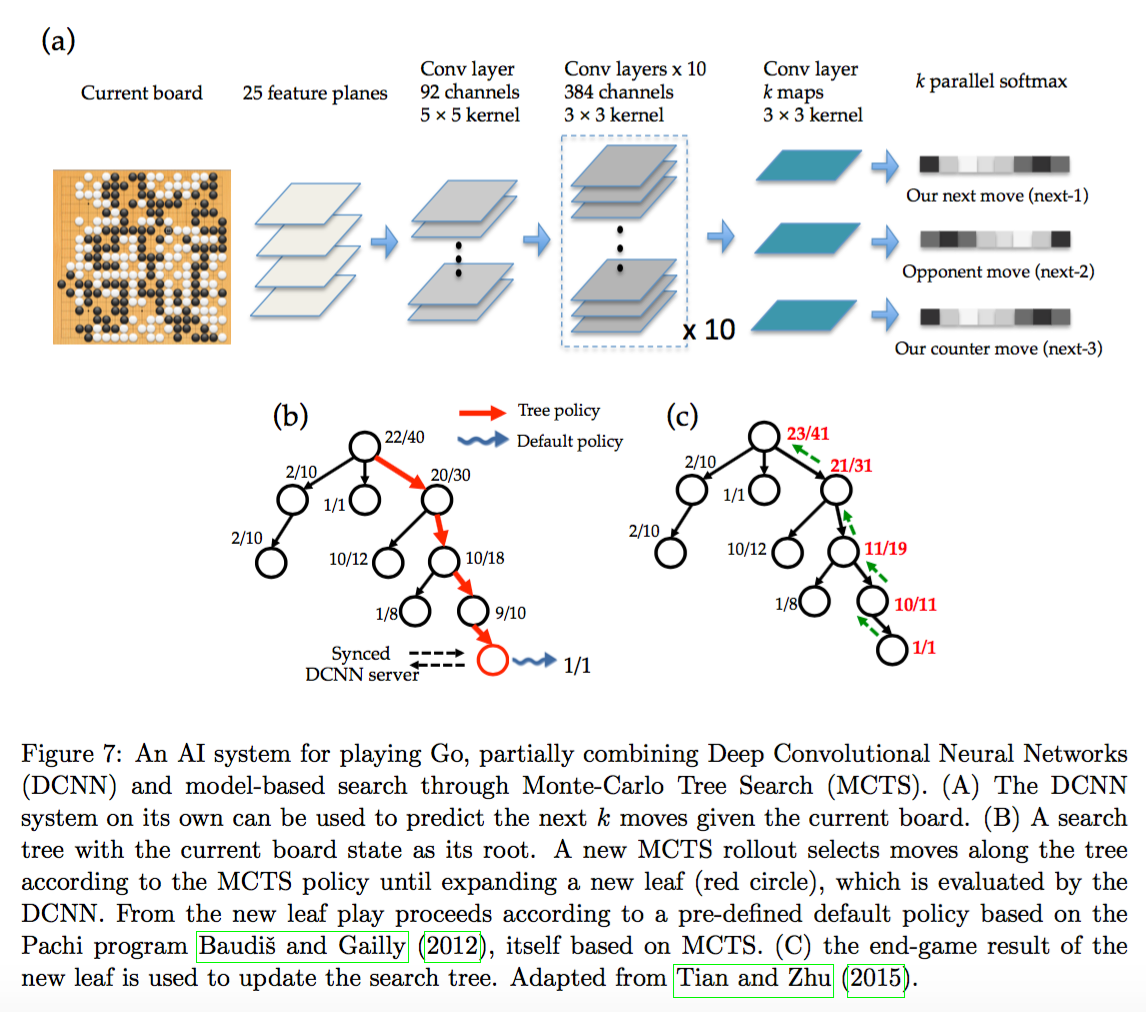 (a)
Current board
25 feature planes
Conv layer
92 channels
5 × 5 kernel
Conv layers x 10
384 channels
3 × 3 kernel
Conv layer
k maps
3 × 3 kernel
k parallel softmax
Our next move (next-1)
Opponent move (next-2)
x 10
Our counter move (next-3)
(b)
Tree policy
Default policy
22/40
2/10
1/1
20/30
2/10
10/12
10/18
1/8
9/10
Synced
DCNN server
1/1
(c)
23/41
2/10
21/31
1/1
2/10
10/12
11/19
1/8
10/11
1/1
Figure 7: An AI system for playing Go, partially combining Deep Convolutional Neural Networks
(DCNN) and model-based search through Monte-Carlo Tree Search (MCTS). (A) The DCNN
system on its own can be used to predict the next k moves given the current board. (B) A search
tree with the current board state as its root. A new MCTS rollout selects moves along the tree
according to the MCTS policy until expanding a new leaf (red circle), which is evaluated by the
DCNN. From the new leaf play proceeds according to a pre-defined default policy based on the
Pachi program Baudiš and Gailly (2012), itself based on MCTS. (C) the end-game result of the
new leaf is used to update the search tree. Adapted from Tian and Zhu (2015).